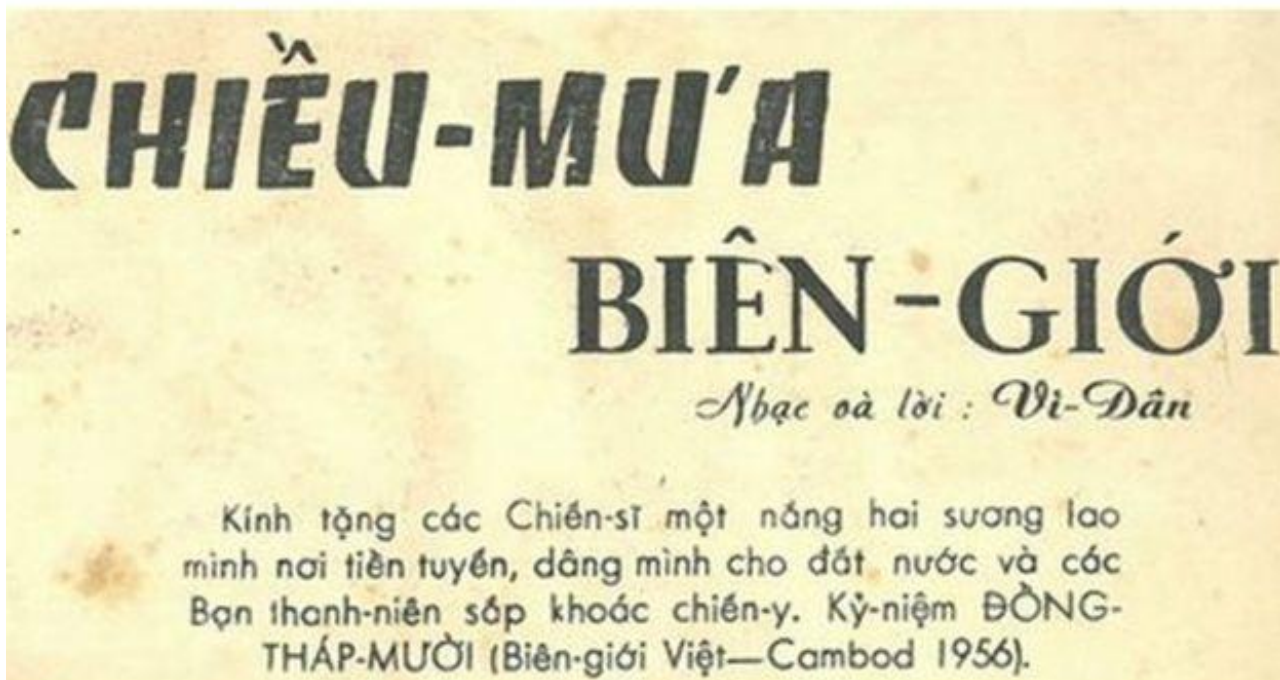 CHIỀU-MƯA
BIÊN-GIỚI
Nhạc và lời : Vì-Dân
Kính tặng các Chiến-sĩ một nắng hai sương lao
mình nơi tiền tuyến, dâng mình cho đất nước và các
Bạn thanh-niên sắp khoác chiến-y. Kỷ-niệm ĐỒNG-
THÁP-MƯỜI (Biên-giới Việt—Cambod 1956).